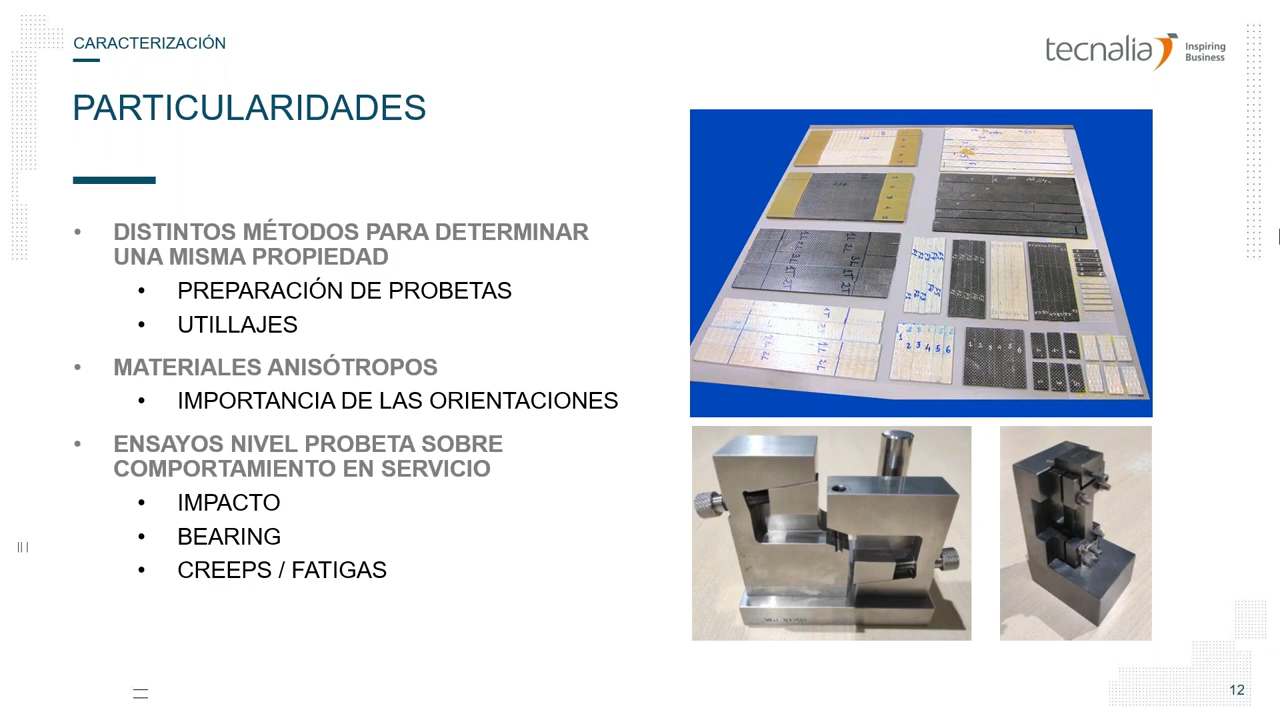 CARACTERIZACIÓN
tecnalia Inspiring
Business
PARTICULARIDADES
• DISTINTOS MÉTODOS PARA DETERMINAR
UNA MISMA PROPIEDAD
• PREPARACIÓN DE PROBETAS
• UTILLAJES
• MATERIALES ANISÓTROPOS
• IMPORTANCIA DE LAS ORIENTACIONES
• ENSAYOS NIVEL PROBETA SOBRE
COMPORTAMIENTO EN SERVICIO
• IMPACTO
• BEARING
• CREEPS / FATIGAS
12